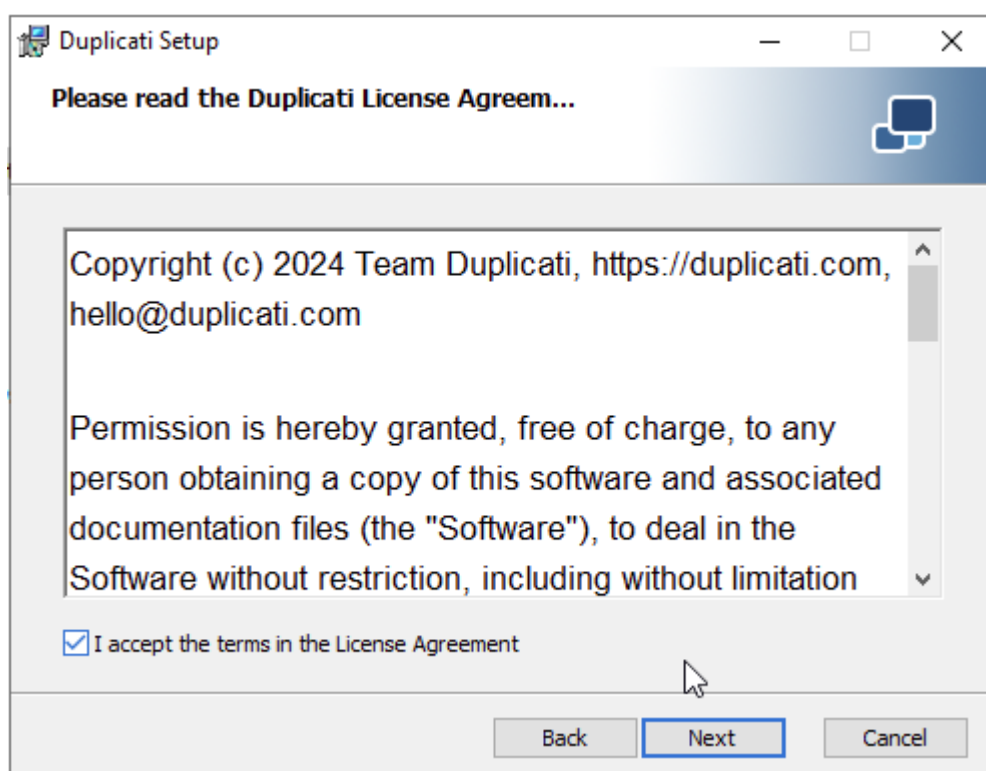 Duplicati Setup
Please read the Duplicati License Agreem...
Copyright (c) 2024 Team Duplicati, https://duplicati.com,
hello@duplicati.com
Permission is hereby granted, free of charge, to any
person obtaining a copy of this software and associated
documentation files (the "Software"), to deal in the
Software without restriction, including without limitation
I accept the terms in the License Agreement
Back Next Cancel